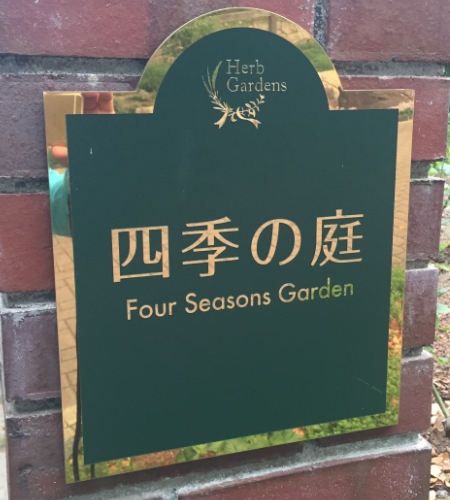 Herb
Gardens
四季の庭
Four Seasons Garden